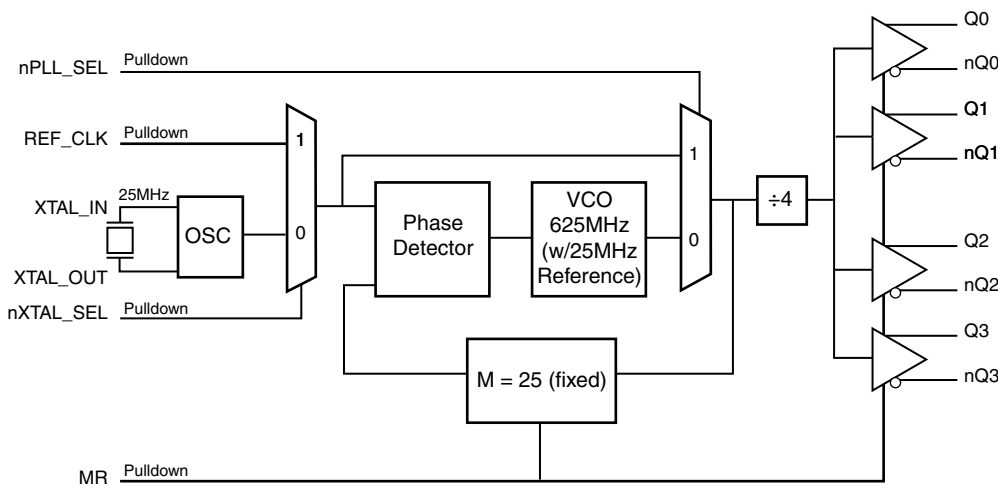 nPLL_SEL Pulldown
REF_CLK Pulldown
XTAL_IN 25MHz
OSC
XTAL_OUT
nXTAL_SEL Pulldown
1
0
Phase
Detector
VCO
625MHz
(w/25MHz
Reference)
1
0
÷4
M = 25 (fixed)
MR Pulldown
Q0
nQ0
Q1
nQ1
Q2
nQ2
Q3
nQ3